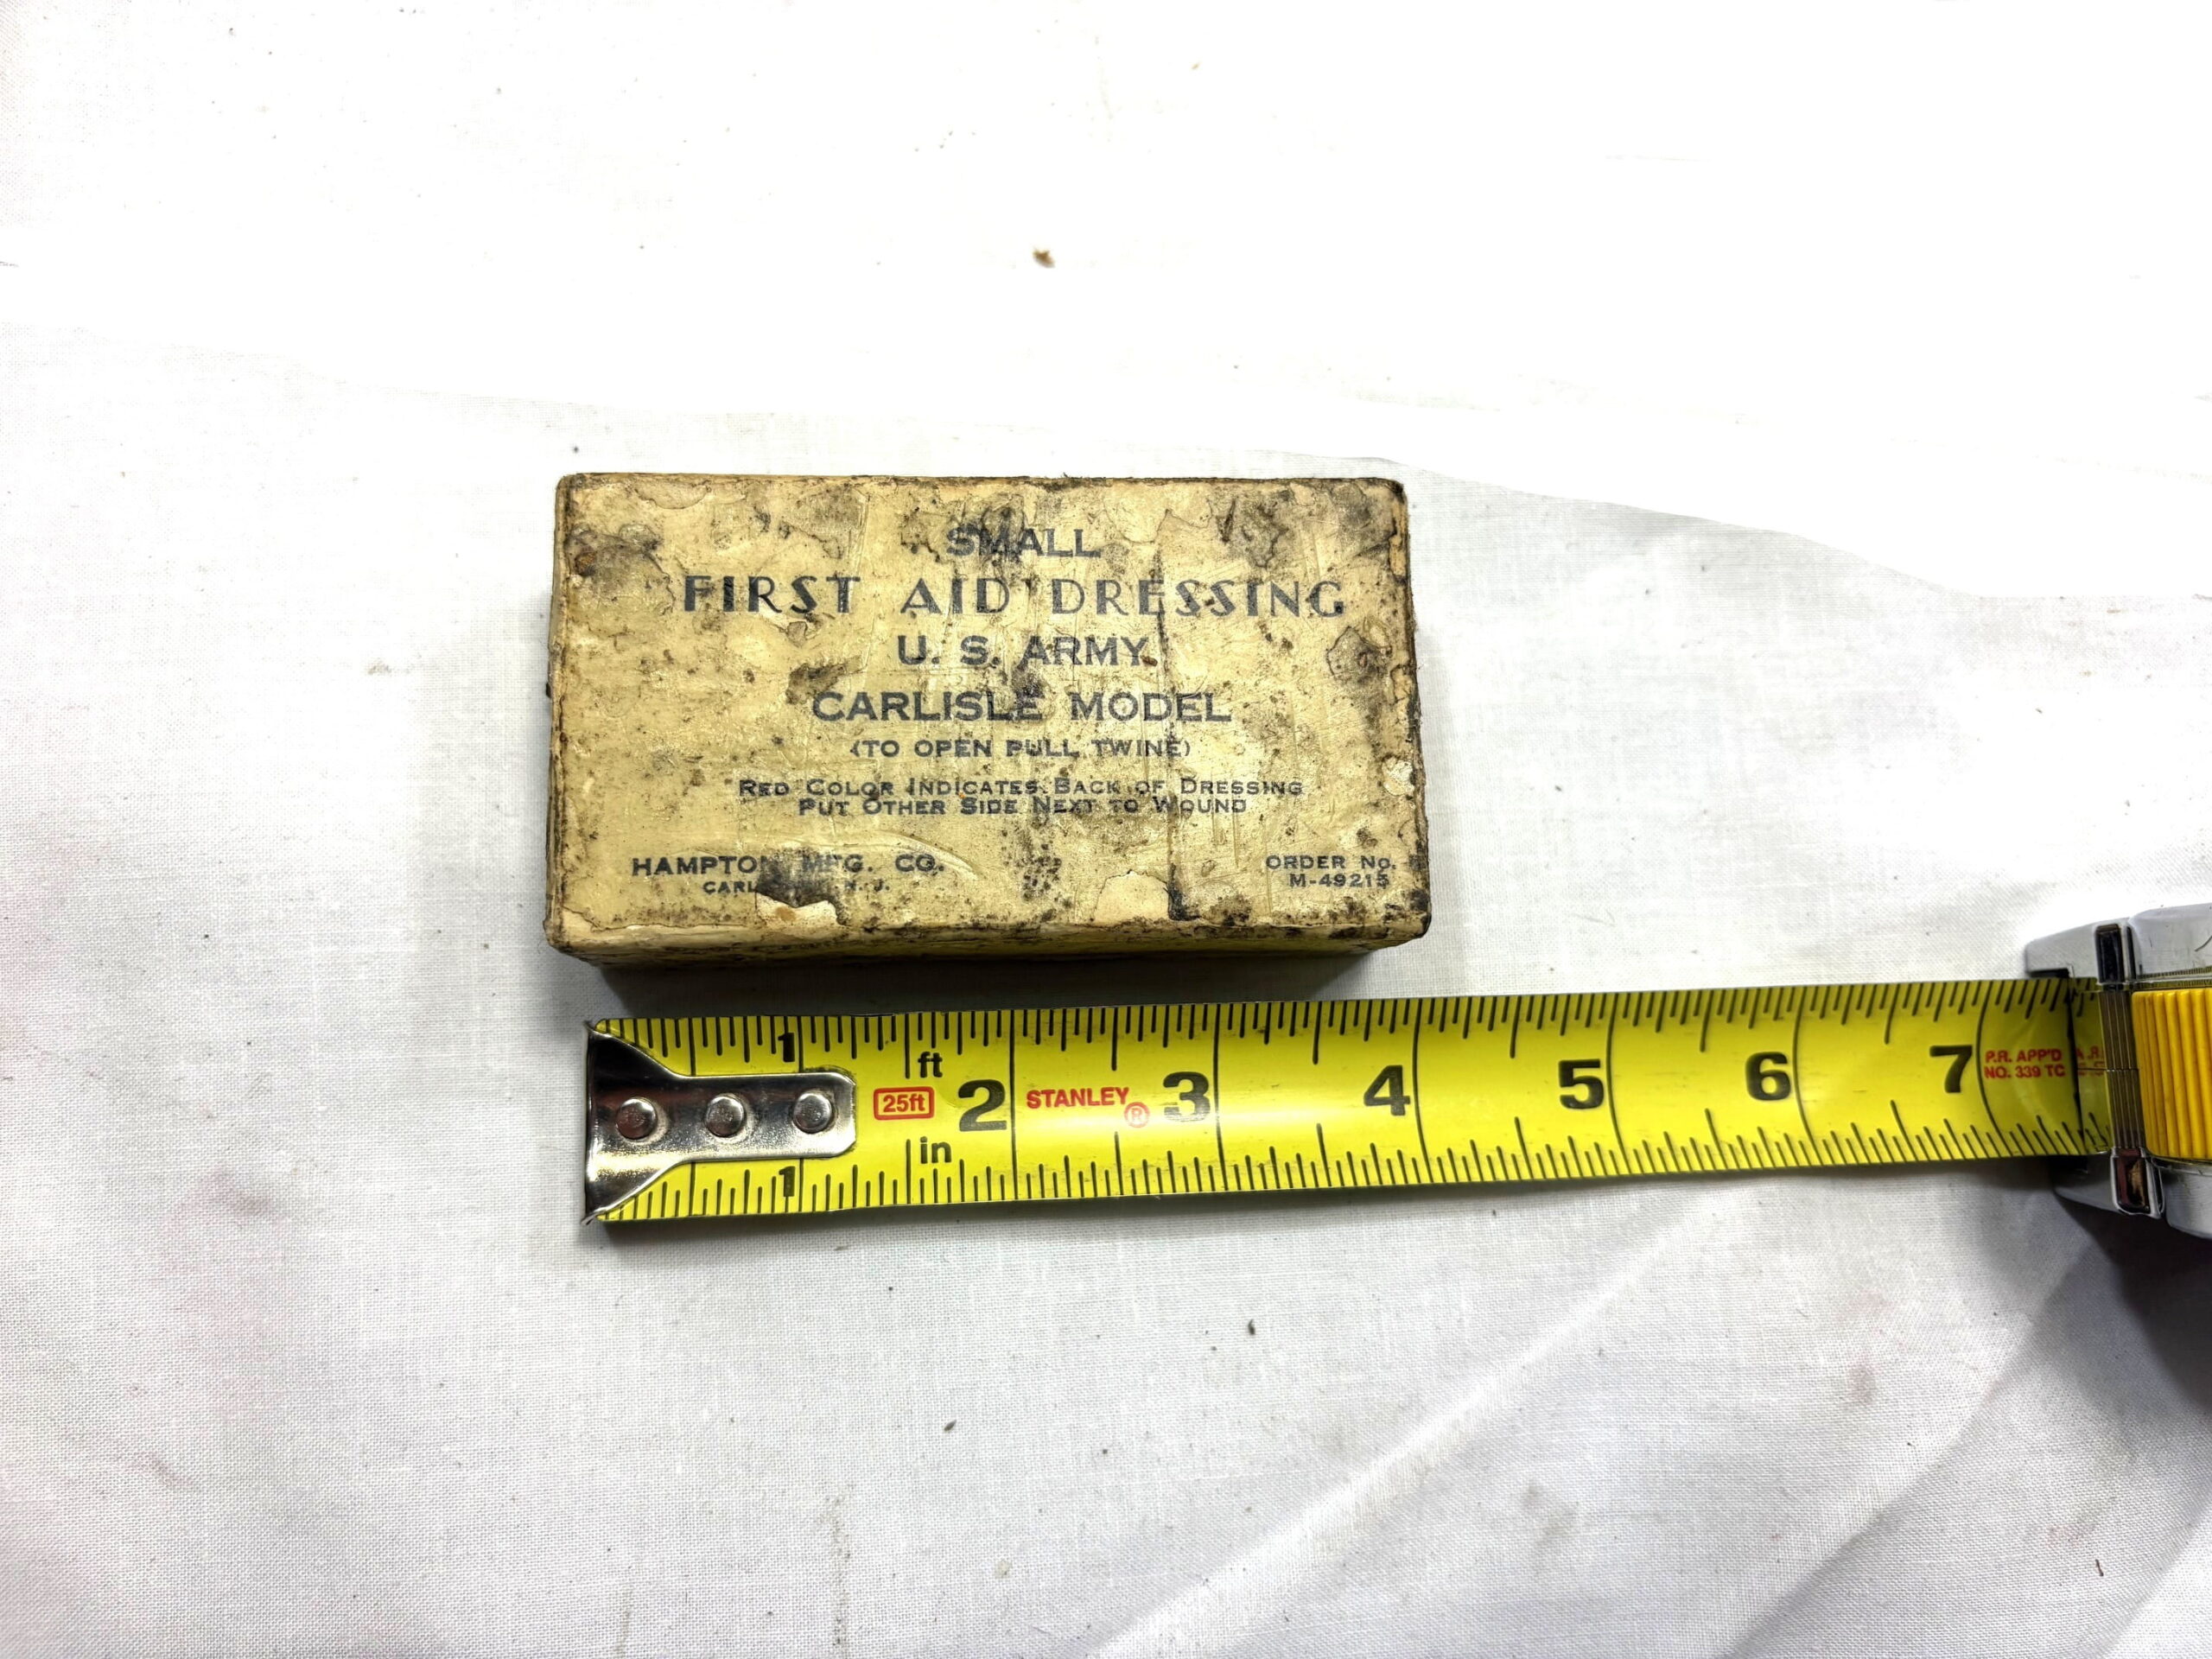 SMALL
FIRST AID DRESSING
U. S. ARMY
CARLISLE MODEL
(TO OPEN PULL TWINE)
RED COLOR INDICATES BACK OF DRESSING
PUT OTHER SIDE NEXT TO WOUND
HAMPTON MFG. CO.
N. J.
ORDER No.
M-49215
1 ft 2 3 4 5 6 7
25ft STANLEY®
1 in
P.R. APP'D
NO. 339 TC